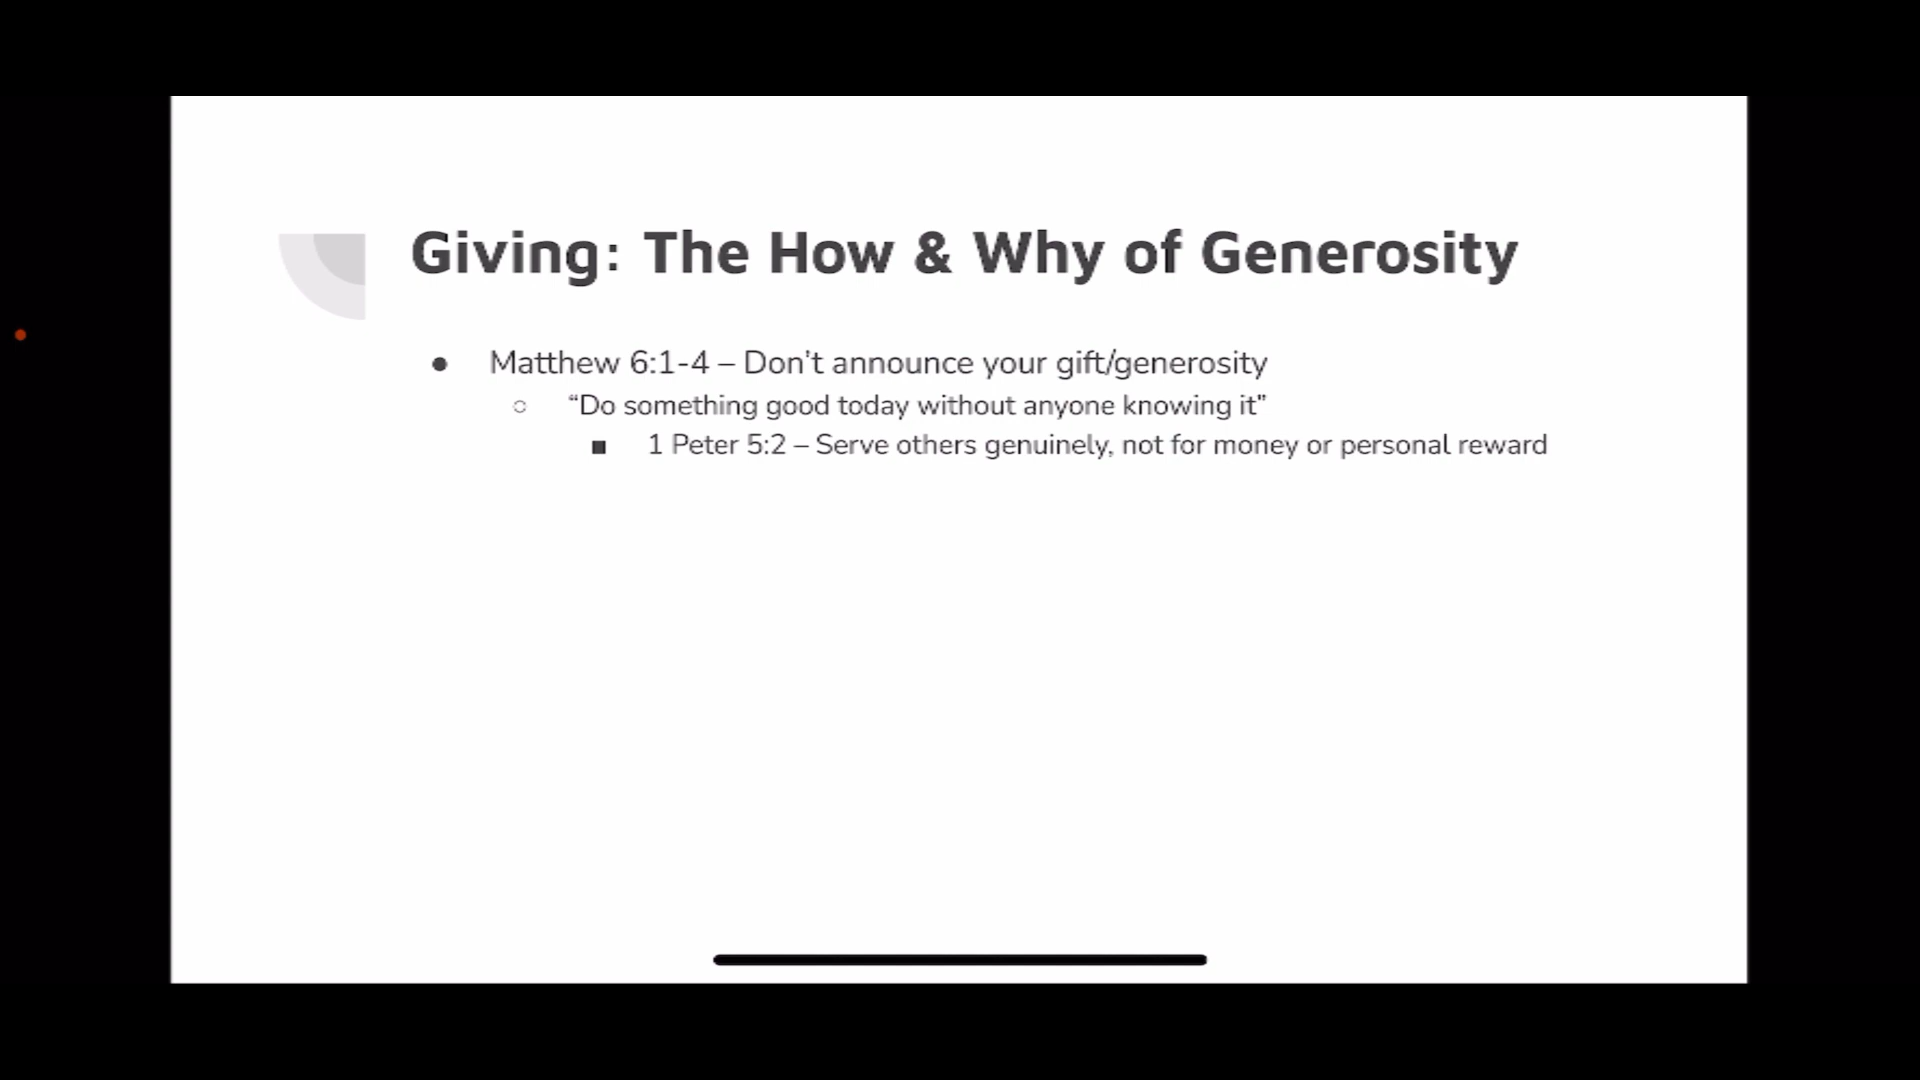 Giving: The How & Why of Generosity
● Matthew 6:1-4 – Don't announce your gift/generosity
○ “Do something good today without anyone knowing it”
■ 1 Peter 5:2 – Serve others genuinely, not for money or personal reward